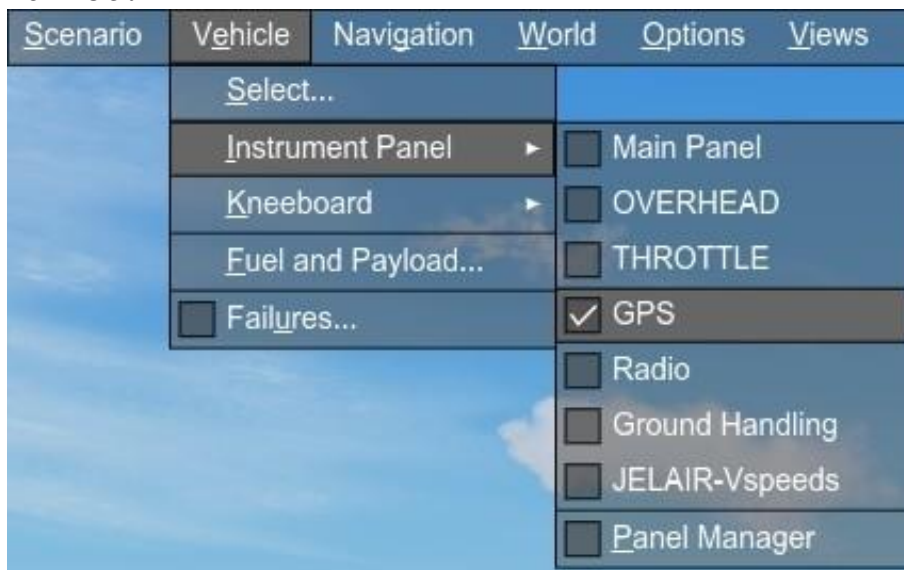 Scenario Vehicle Navigation World Options Views
Select...
Instrument Panel
Main Panel
Kneeboard
OVERHEAD
Fuel and Payload...
THROTTLE
Failures...
GPS
Radio
Ground Handling
JELAIR-Vspeeds
Panel Manager